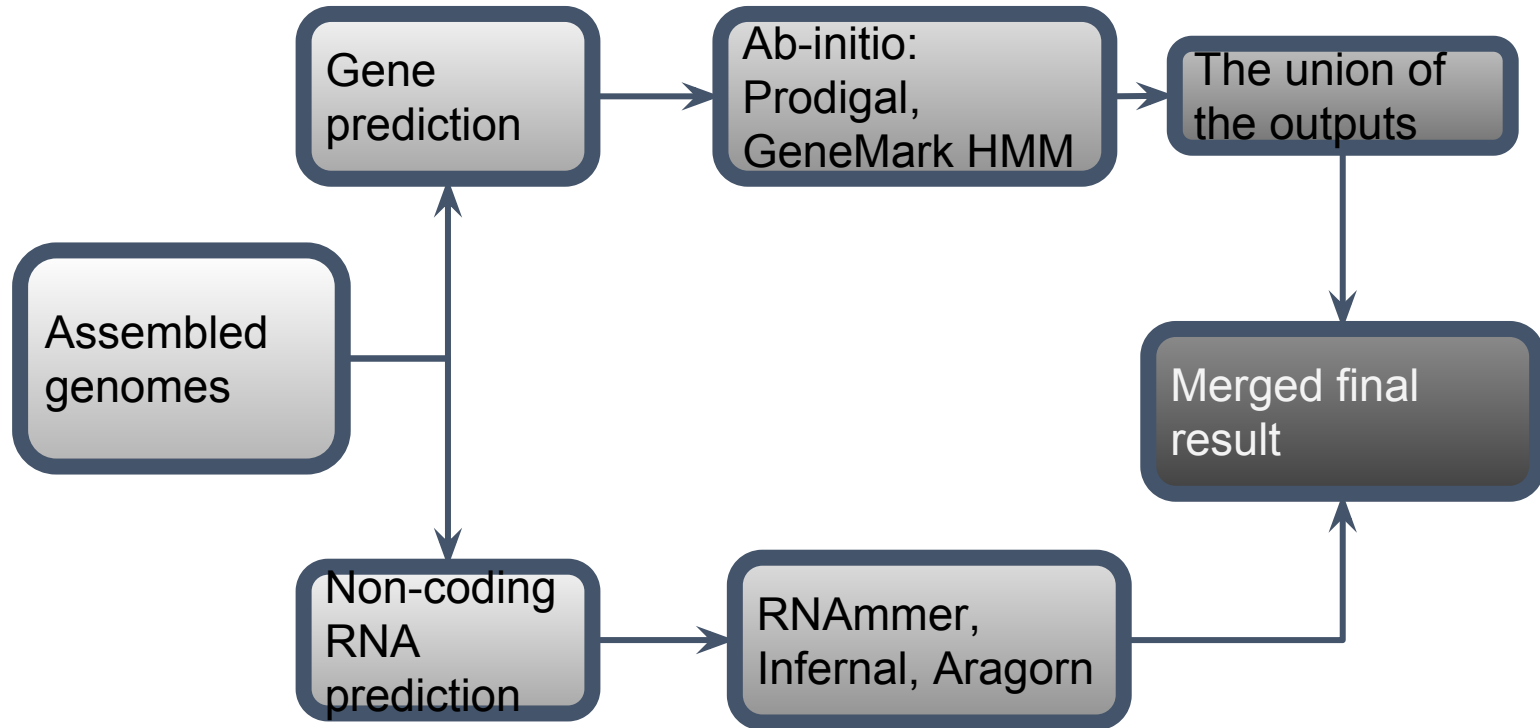 Gene
prediction
Ab-initio:
Prodigal,
GeneMark HMM
The union of
the outputs
Assembled
genomes
Merged final
result
Non-coding
RNA
prediction
RNAmmer,
Infernal, Aragorn